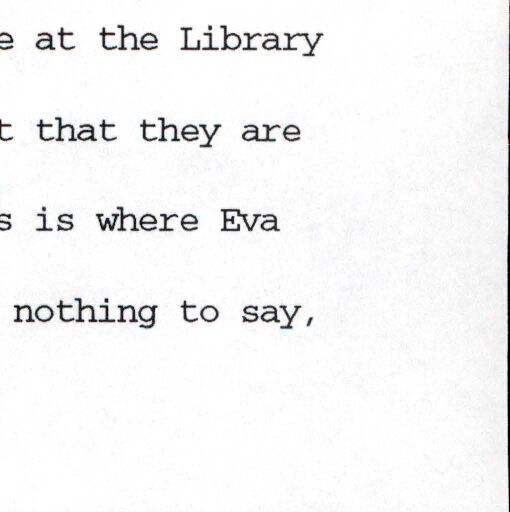 e at the Library
t that they are
s is where Eva
nothing to say,